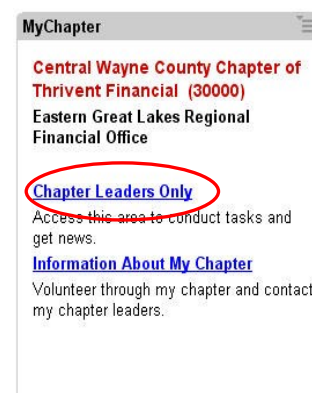 MyChapter
Central Wayne County Chapter of
Thrivent Financial (30000)
Eastern Great Lakes Regional
Financial Office
Chapter Leaders Only
Access this area to conduct tasks and
get news.
Information About My Chapter
Volunteer through my chapter and contact
my chapter leaders.